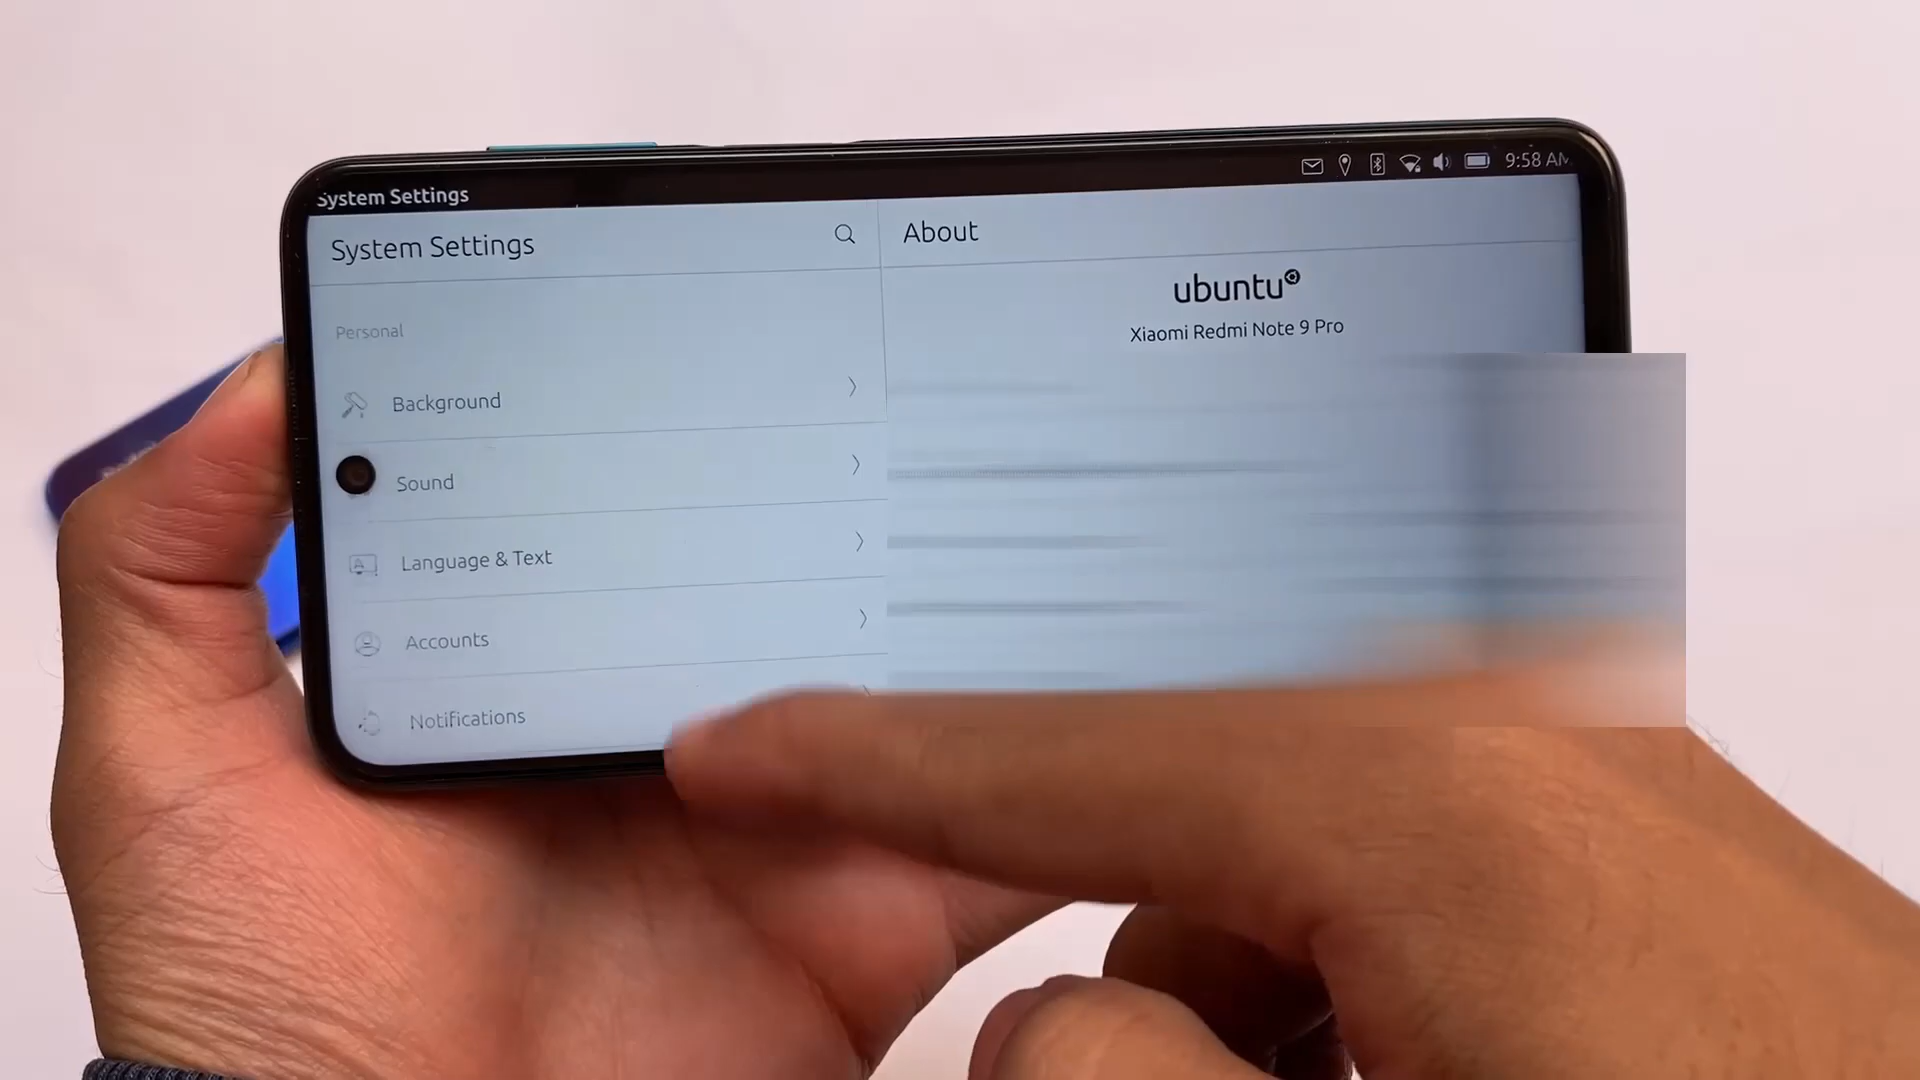 System Settings
9:58 AM
System Settings
About
ubuntu
Xiaomi Redmi Note 9 Pro
Personal
Background
Sound
Language & Text
Accounts
Notifications